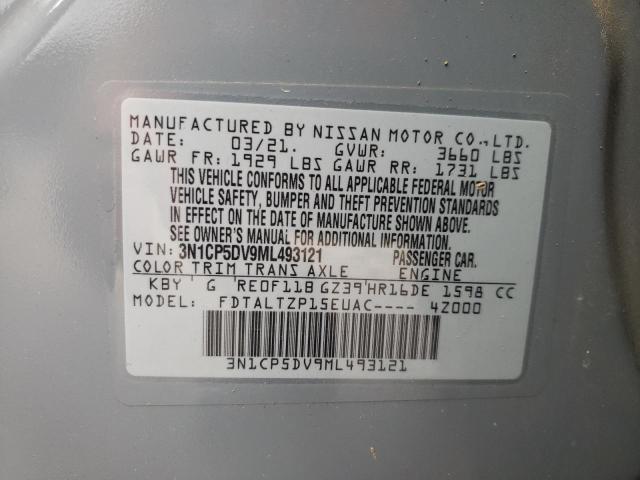 MANUFACTURED BY NISSAN MOTOR CO., LTD.
DATE: 03/21. GVWR: 3660 LBS
GAWR FR: 1929 LBS GAWR RR: 1731 LBS
THIS VEHICLE CONFORMS TO ALL APPLICABLE FEDERAL MOTOR
VEHICLE SAFETY, BUMPER AND THEFT PREVENTION STANDARDS
IN EFFECT ON THE DATE OF MANUFACTURE SHOWN ABOVE.
SEE OWNER'S MANUAL FOR ADDITIONAL INFORMATION.
VIN: 3N1CP5DV9ML493121 PASSENGER CAR.
COLOR TRIM TRANS AXLE ENGINE
KBY G RE0F11B GZ39 HR16DE 1598 CC
MODEL: FDTALTZP15EUAC---- 4Z000
3N1CP5DV9ML493121